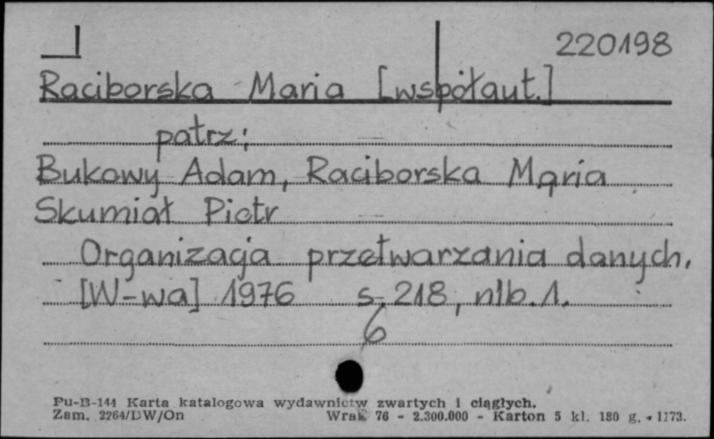 220198
Raciborska Maria [współaut.]
patrz:
Bukowy Adam, Raciborska Maria
Skumiał Piotr
Organizacja przetwarzania danych.
[W-wa] 1976 s. 218, nlb. 1.
6
Pu-B-144 Karta katalogowa wydawnictw zwartych i ciągłych.
Zam. 2264/DW/On Wrak 76 - 2.300.000 - Karton 5 kl. 180 g. - 1173.